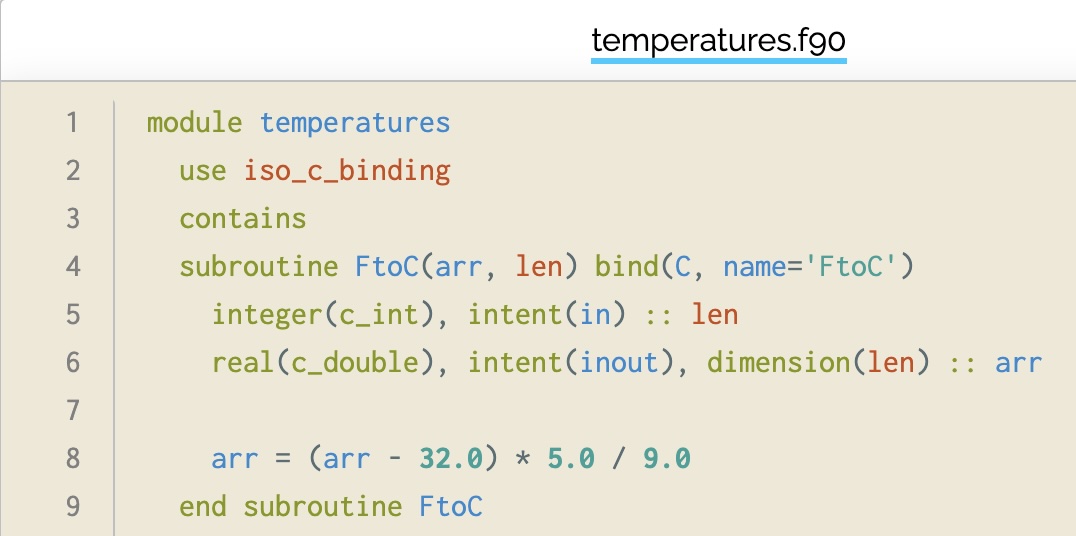 temperatures.f90
1 module temperatures
2 use iso_c_binding
3 contains
4 subroutine FtoC(arr, len) bind(C, name='FtoC')
5 integer(c_int), intent(in) :: len
6 real(c_double), intent(inout), dimension(len) :: arr
7
8 arr = (arr - 32.0) * 5.0 / 9.0
9 end subroutine FtoC